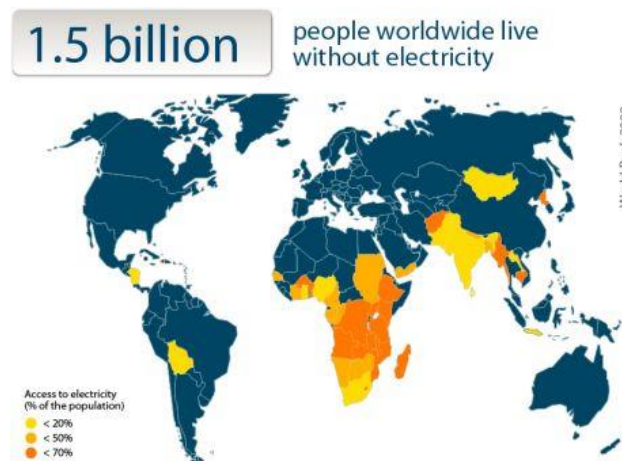 1.5 billion
people worldwide live
without electricity
Access to electricity
(% of the population)
< 20%
< 50%
< 70%